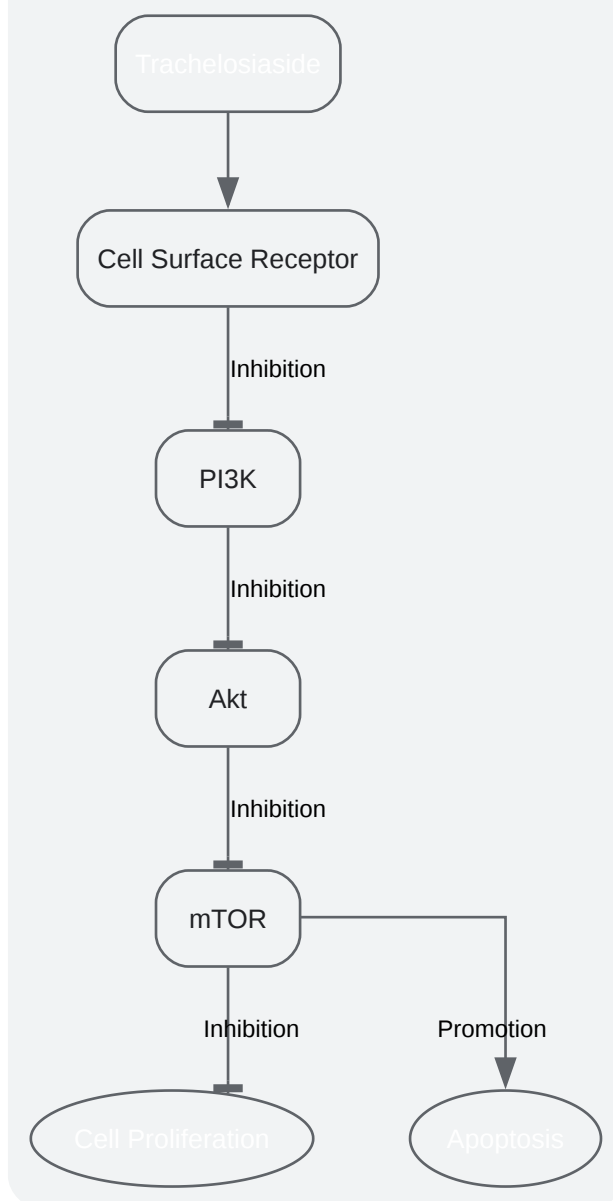 Trachelosiaside
Cell Surface Receptor
Inhibition
PI3K
Inhibition
Akt
Inhibition
mTOR
Inhibition
Promotion
Cell Proliferation
Apoptosis